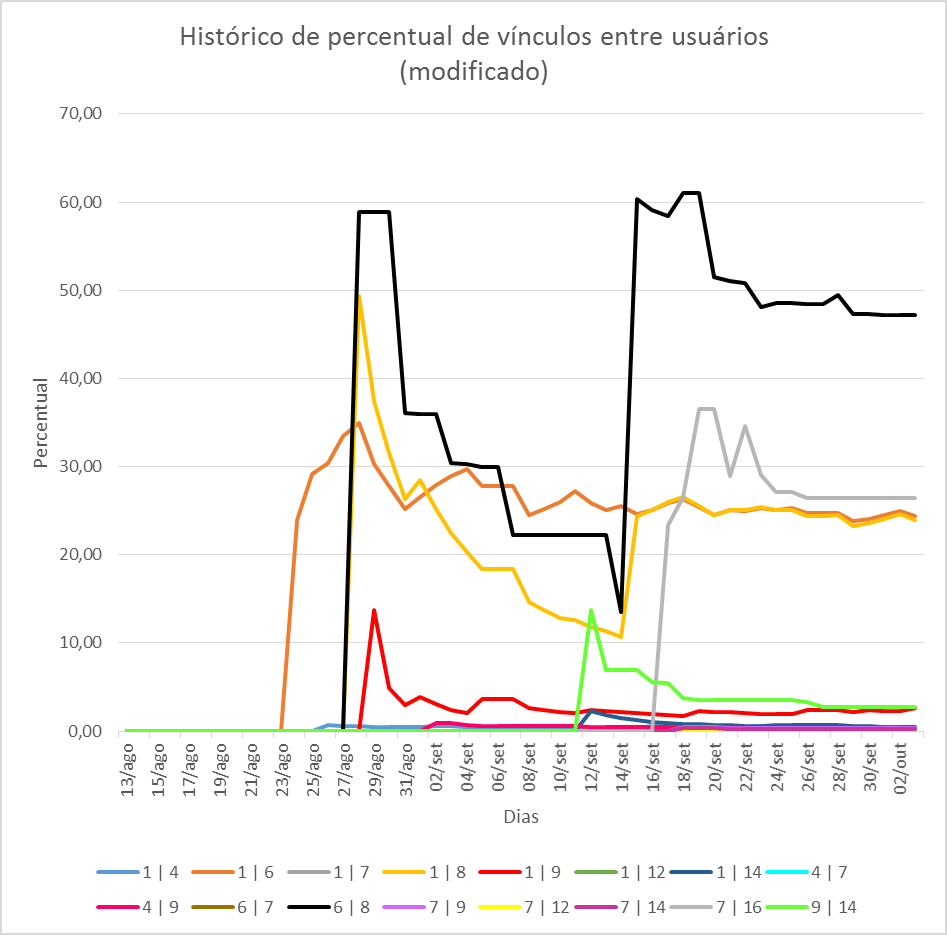 Histórico de percentual de vínculos entre usuários
(modificado)
70,00
60,00
50,00
40,00
30,00
20,00
10,00
0,00
Percentual
13/ago
15/ago
17/ago
19/ago
21/ago
23/ago
25/ago
27/ago
29/ago
31/ago
02/set
04/set
06/set
08/set
10/set
12/set
14/set
16/set
18/set
20/set
22/set
24/set
26/set
28/set
30/set
02/out
Dias
1 | 4 1 | 6 1 | 7 1 | 8 1 | 9 1 | 12 1 | 14 4 | 7
4 | 9 6 | 7 6 | 8 7 | 9 7 | 12 7 | 14 7 | 16 9 | 14